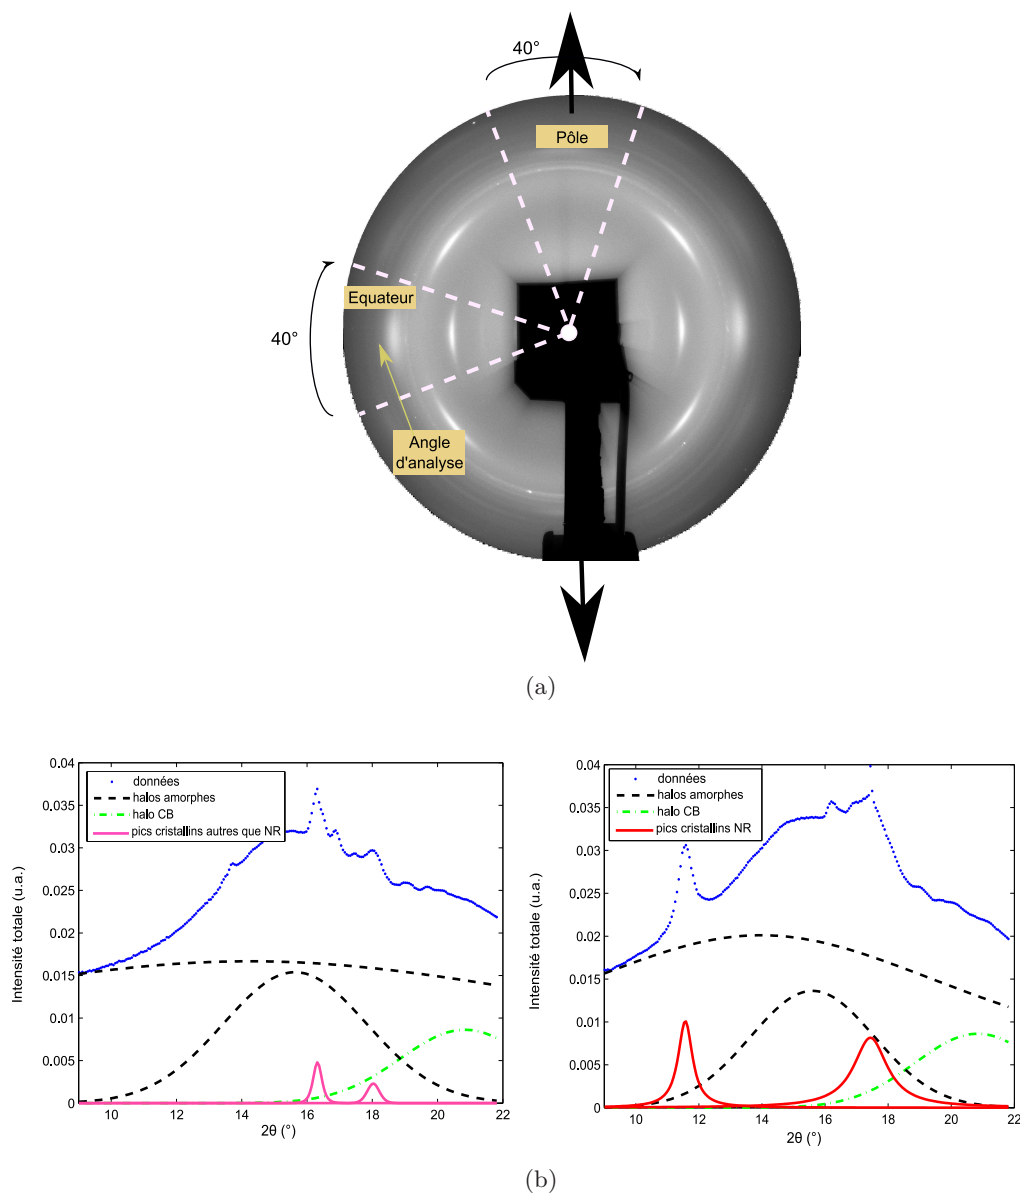 40°
Pôle
Equateur
40°
Angle
d'analyse
(a)
0.04
0.035
0.03
0.025
0.02
0.015
0.01
0.005
0
Intensité totale (u.a.)
données
halos amorphes
halo CB
pics cristallins autres que NR
10 12 14 16 18 20 22
2θ (°)
0.04
0.035
0.03
0.025
0.02
0.015
0.01
0.005
0
Intensité totale (u.a.)
données
halos amorphes
halo CB
pics cristallins NR
10 12 14 16 18 20 22
2θ (°)
(b)